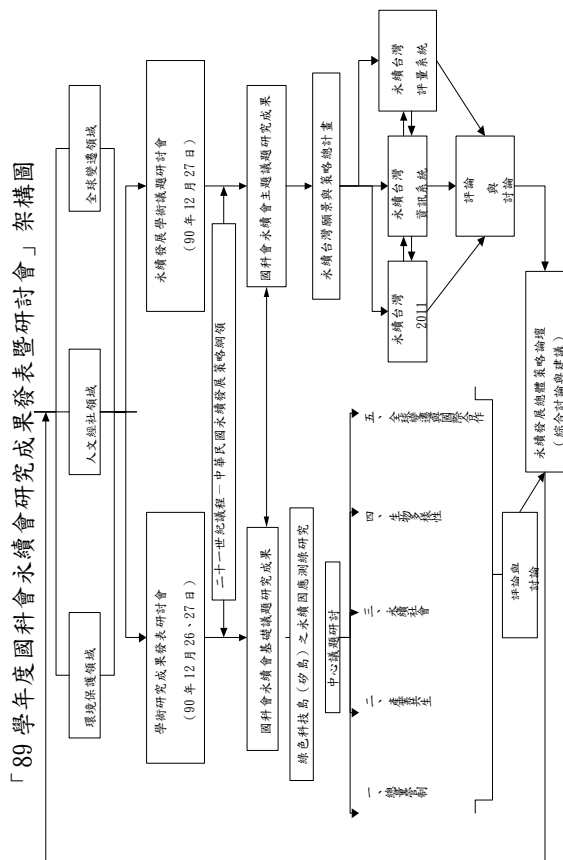 「89 學年度國科會永續會研究成果發表暨研討會」架構圖
環境保護領域
人文經社領域
全球變遷領域
學術研究成果發表研討會
(90年12月26、27日)
永續發展學術議題研討會
(90年12月27日)
二十一世紀議程－中華民國永續發展策略綱領
國科會永續會基礎議題研究成果
國科會永續會主題議題研究成果
綠色科技島(矽島)之永續因應測綠研究
永續台灣願景與策略總計畫
中心議題研討
一、總量管制
二、產業共生
三、永續社會
四、生物多樣性
五、全球變遷與國際合作
永續台灣
2011
永續台灣
資訊系統
永續台灣
評量系統
評論與
討論
評論
與
討論
永續發展總體策略論壇
(綜合討論與建議)